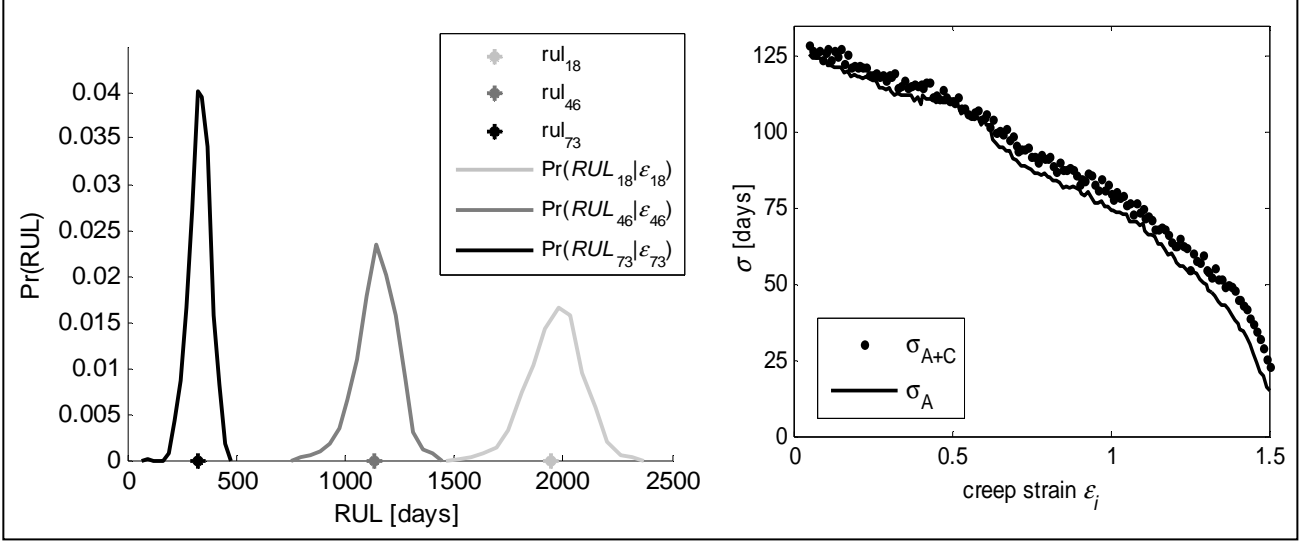 Pr(RUL)
0.04
0.035
0.03
0.025
0.02
0.015
0.01
0.005
0
0 500 1000 1500 2000 2500
RUL [days]
rul₁₈
rul₄₆
rul₇₃
Pr(RUL₁₈|ε₁₈)
Pr(RUL₄₆|ε₄₆)
Pr(RUL₇₃|ε₇₃)
σ [days]
125
100
75
50
25
0
0 0.5 1 1.5
creep strain εᵢ
σA+C
σA